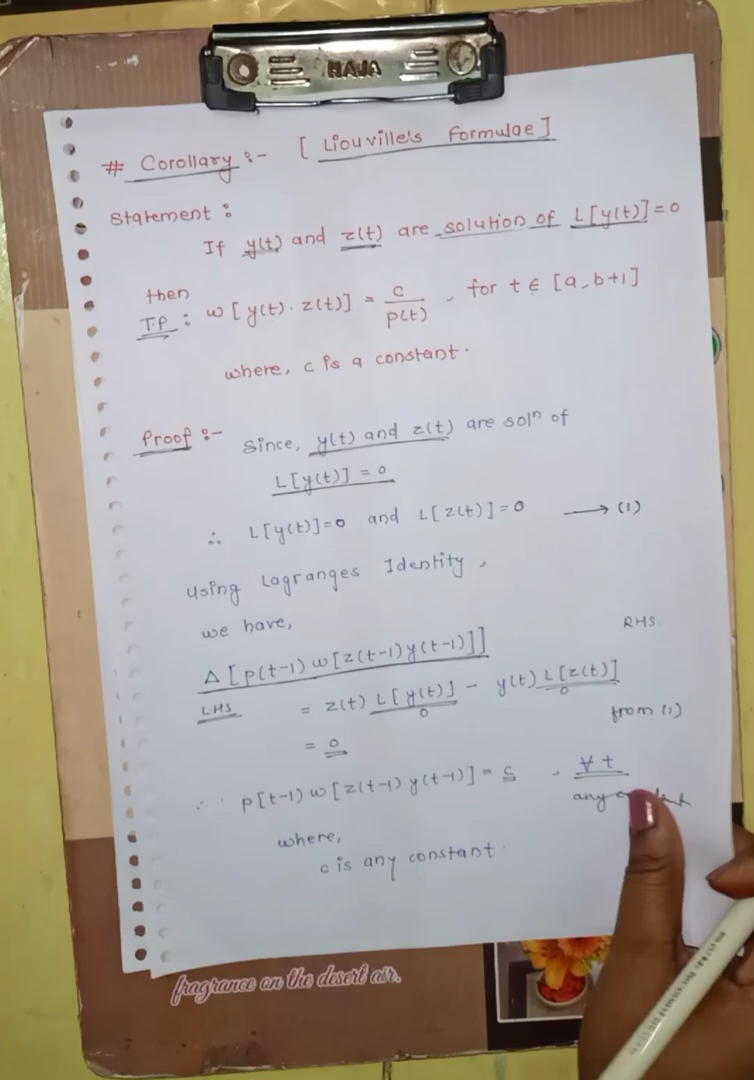 RAJA
# Corollary :- [ Liouville's Formulae ]
Statement :
If y(t) and z(t) are solution of L[y(t)] = 0
then
T.P : w [ y(t) . z(t)] = c / p(t) , for t ∈ [a, b+1]
where, c is a constant.
Proof :- Since, y(t) and z(t) are solⁿ of
L[y(t)] = 0
∴ L[y(t)]=0 and L[z(t)] = 0 ⟶ (1)
Using Lagranges Identity,
we have,
Δ [p(t-1) w [z(t-1) y(t-1)]] RHS
LHS = z(t) L[y(t)] - y(t) L[z(t)]
0 0
from (1)
= 0
∴ p[t-1) w [z(t-1) y(t-1)] = c , ∀ t
any
where,
c is any constant.
fragrance on the desert air.